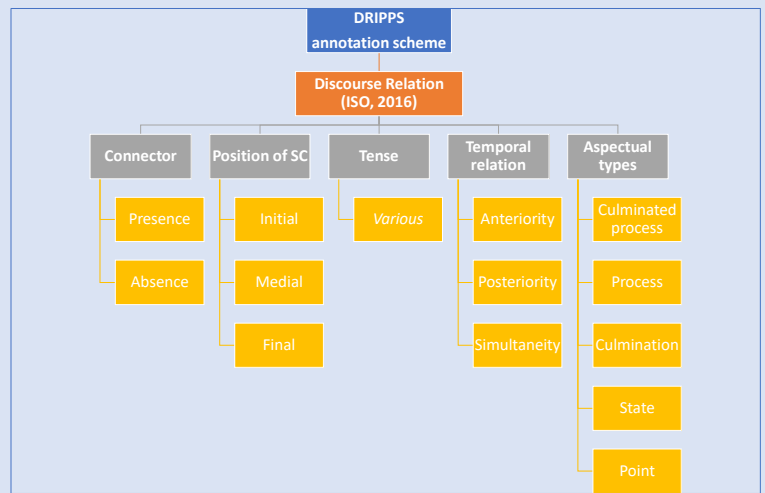 DRIPPS
annotation scheme
Discourse Relation
(ISO, 2016)
Connector
Presence
Absence
Position of SC
Initial
Medial
Final
Tense
Various
Temporal
relation
Anteriority
Posteriority
Simultaneity
Aspectual
types
Culminated
process
Process
Culmination
State
Point